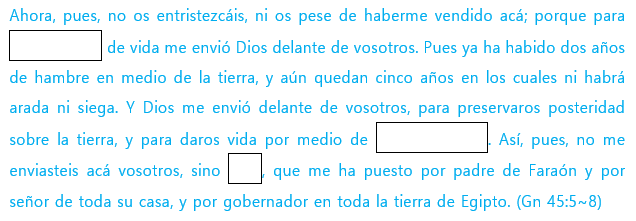 Ahora, pues, no os entristezcáis, ni os pese de haberme vendido acá; porque para
de vida me envió Dios delante de vosotros. Pues ya ha habido dos años
de hambre en medio de la tierra, y aún quedan cinco años en los cuales ni habrá
arada ni siega. Y Dios me envió delante de vosotros, para preservaros posteridad
sobre la tierra, y para daros vida por medio de . Así, pues, no me
enviasteis acá vosotros, sino , que me ha puesto por padre de Faraón y por
señor de toda su casa, y por gobernador en toda la tierra de Egipto. (Gn 45:5~8)